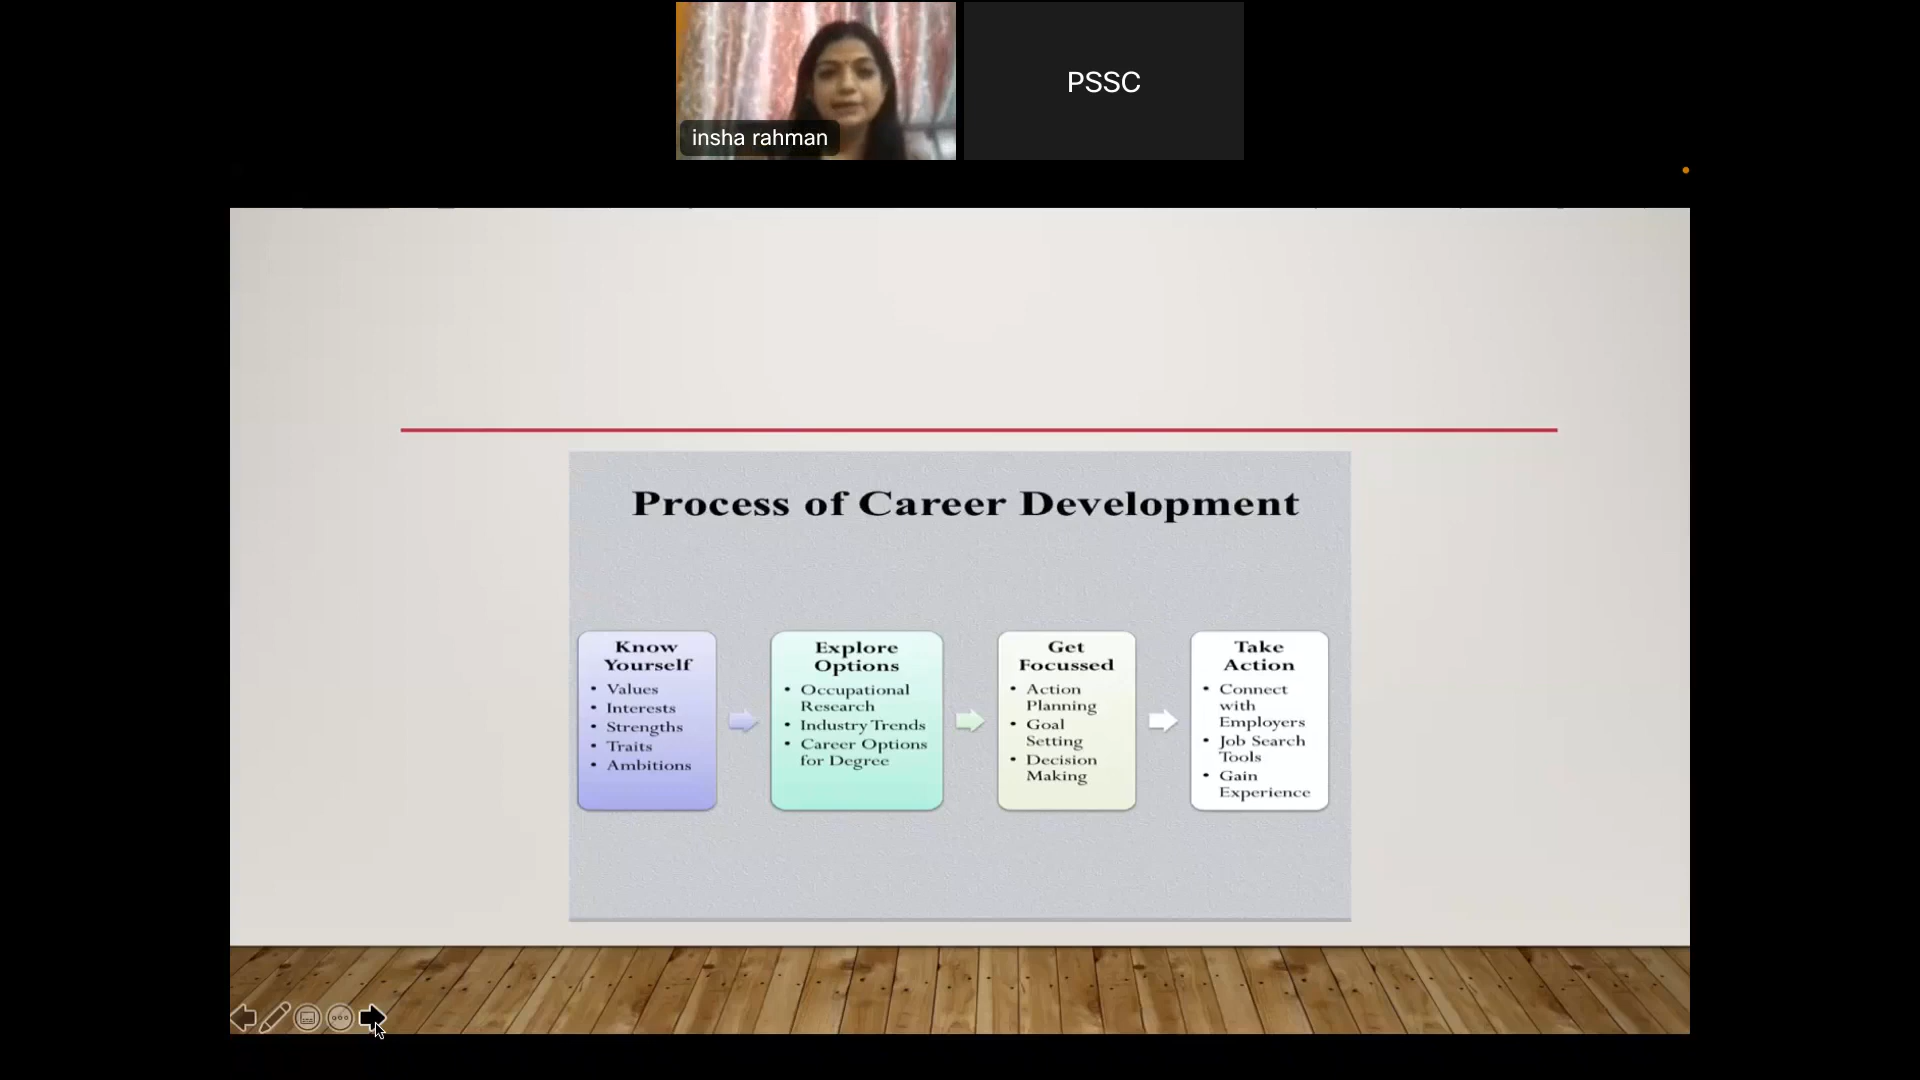 insha rahman
PSSC
Process of Career Development
Know
Yourself
• Values
• Interests
• Strengths
• Traits
• Ambitions
Explore
Options
• Occupational
Research
• Industry Trends
• Career Options
for Degree
Get
Focussed
• Action
Planning
• Goal
Setting
• Decision
Making
Take
Action
• Connect
with
Employers
• Job Search
Tools
• Gain
Experience